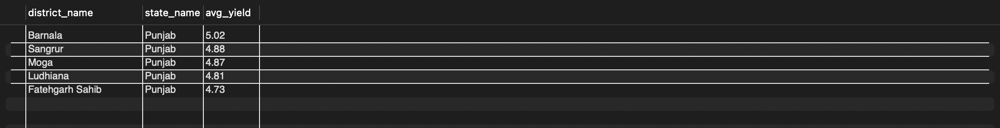 district_name state_name avg_yield
Barnala Punjab 5.02
Sangrur Punjab 4.88
Moga Punjab 4.87
Ludhiana Punjab 4.81
Fatehgarh Sahib Punjab 4.73